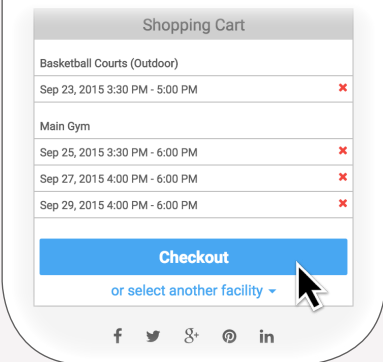 Shopping Cart
Basketball Courts (Outdoor)
Sep 23, 2015 3:30 PM - 5:00 PM
Main Gym
Sep 25, 2015 3:30 PM - 6:00 PM
Sep 27, 2015 4:00 PM - 6:00 PM
Sep 29, 2015 4:00 PM - 6:00 PM
Checkout
or select another facility